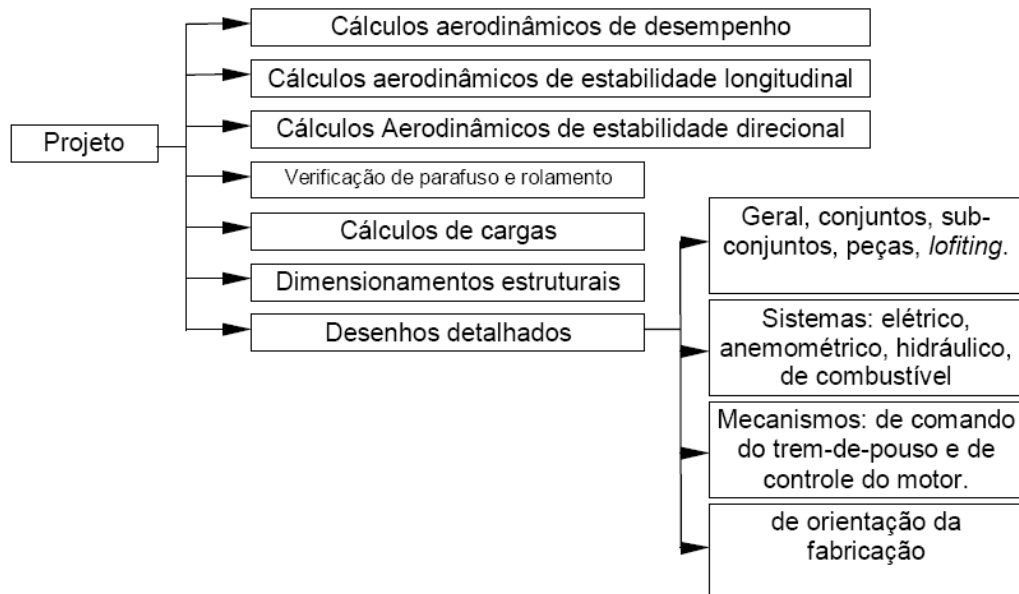 Cálculos aerodinâmicos de desempenho
Cálculos aerodinâmicos de estabilidade longitudinal
Cálculos Aerodinâmicos de estabilidade direcional
Projeto
Verificação de parafuso e rolamento
Cálculos de cargas
Dimensionamentos estruturais
Desenhos detalhados
Geral, conjuntos, sub-
conjuntos, peças, lofiting.
Sistemas: elétrico,
anemométrico, hidráulico,
de combustível
Mecanismos: de comando
do trem-de-pouso e de
controle do motor.
de orientação da
fabricação